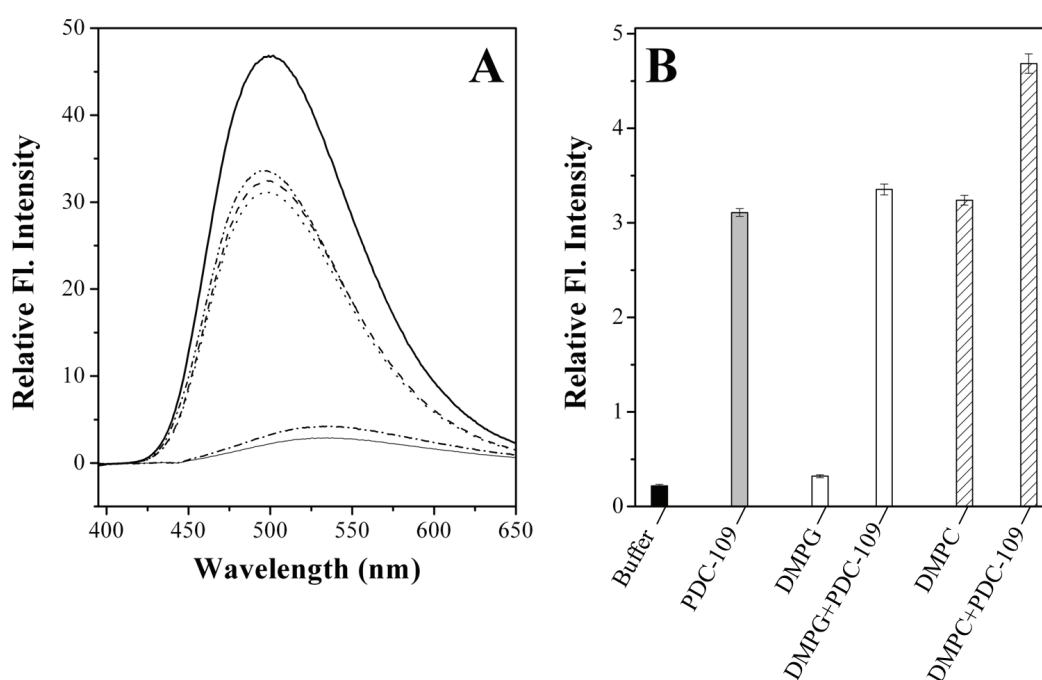 A
50
40
30
20
10
0
400
450
500
550
600
650
Relative Fl. Intensity
Wavelength (nm)
B
5
4
3
2
1
0
Relative Fl. Intensity
Buffer
PDC-109
DMPG
DMPG+PDC-109
DMPC
DMPC+PDC-109